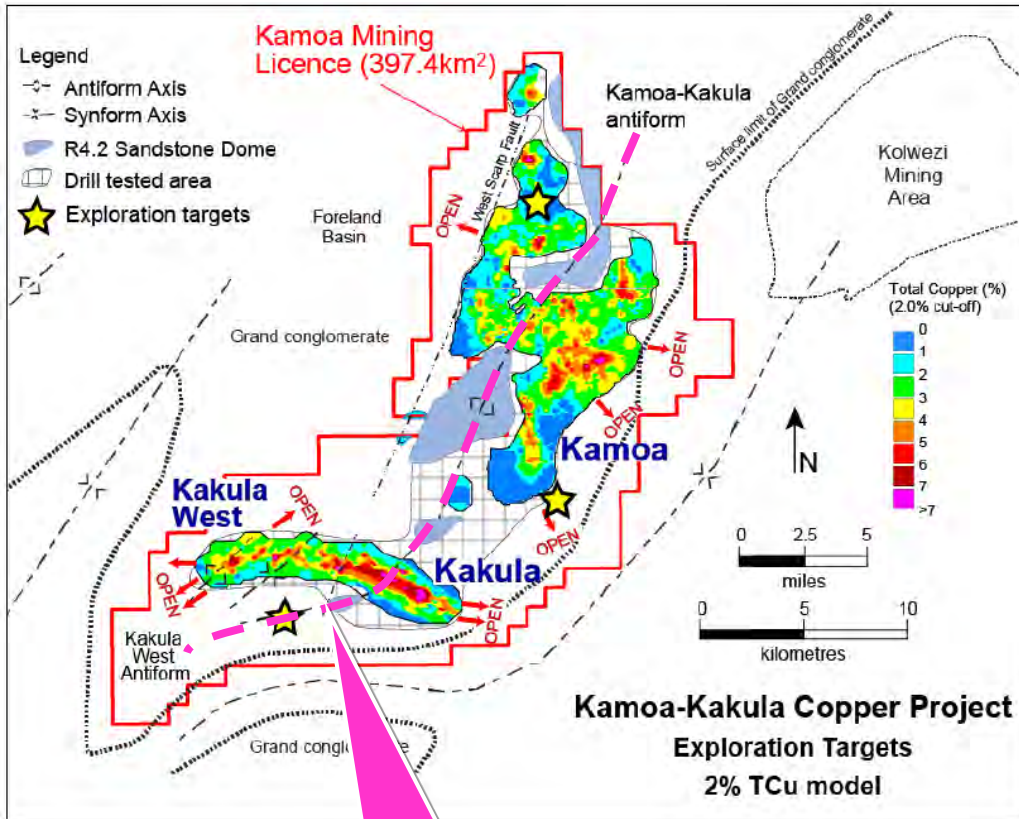 Kamoa Mining
Licence (397.4km²)
Legend
Antiform Axis
Synform Axis
R4.2 Sandstone Dome
Drill tested area
Exploration targets
Kamoa-Kakula
antiform
Surface limit of Grand conglomerate
Kolwezi
Mining
Area
West Scarp Fault
OPEN
Foreland
Basin
Grand conglomerate
Total Copper (%)
(2.0% cut-off)
0
1
2
3
4
5
6
7
>7
OPEN
OPEN
N
Kamoa
Kakula
West
OPEN
OPEN
Kakula
OPEN
OPEN
0 2.5 5
miles
0 5 10
kilometres
Kakula
West
Antiform
Kamoa-Kakula Copper Project
Exploration Targets
2% TCu model